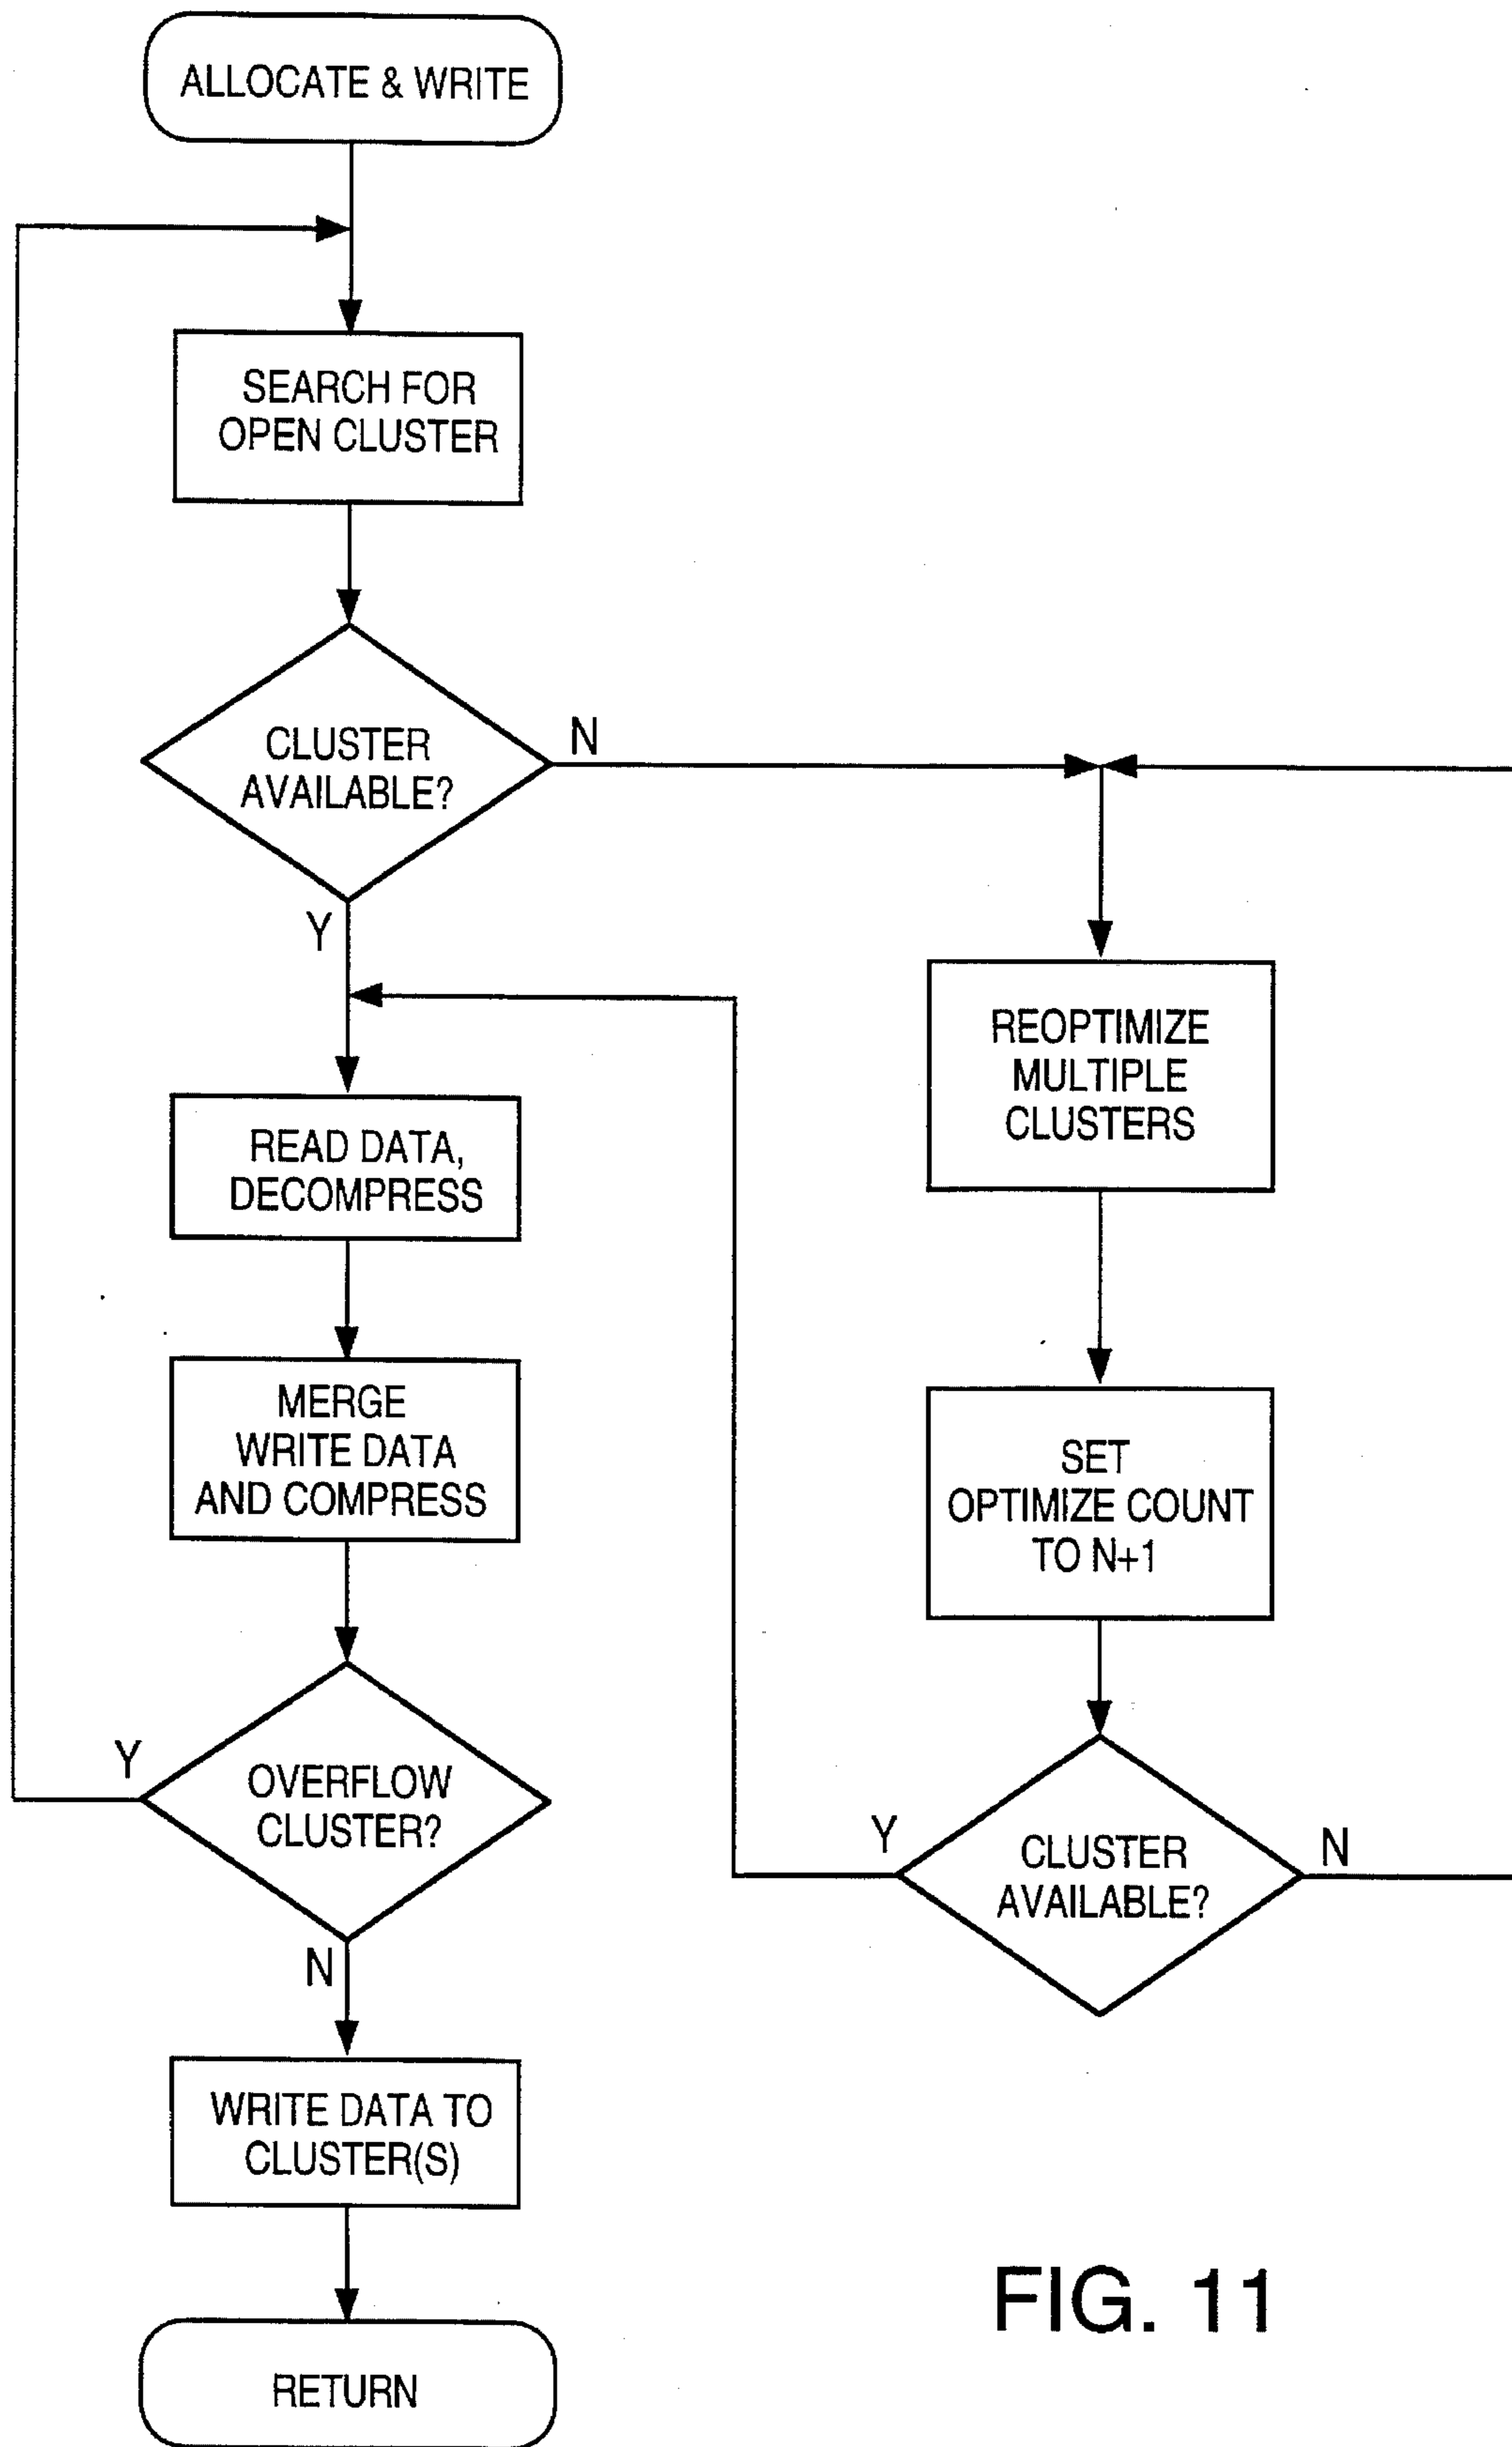 ALLOCATE & WRITE
SEARCH FOR
OPEN CLUSTER
CLUSTER
AVAILABLE?
N
Y
READ DATA,
DECOMPRESS
MERGE
WRITE DATA
AND COMPRESS
OVERFLOW
CLUSTER?
Y
N
WRITE DATA TO
CLUSTER(S)
RETURN
REOPTIMIZE
MULTIPLE
CLUSTERS
SET
OPTIMIZE COUNT
TO N+1
CLUSTER
AVAILABLE?
Y
N
FIG. 11